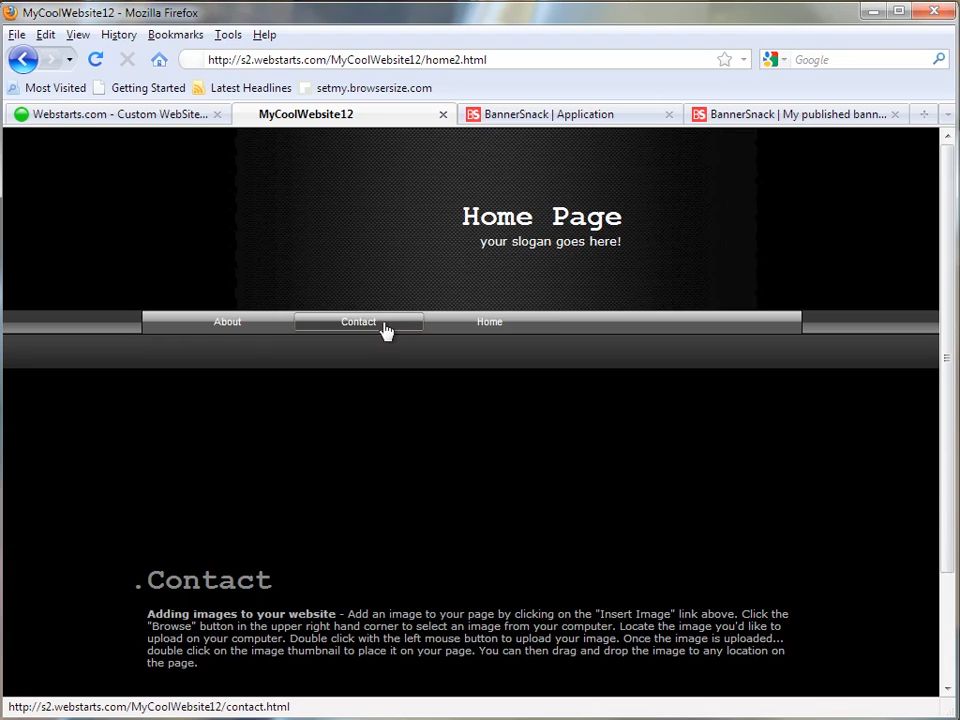 MyCoolWebsite12 - Mozilla Firefox
File Edit View History Bookmarks Tools Help
http://s2.webstarts.com/MyCoolWebsite12/home2.html
Google
Most Visited Getting Started Latest Headlines setmy.browsersize.com
Webstarts.com - Custom WebSite... MyCoolWebsite12 BS BannerSnack | Application BS BannerSnack | My published bann...
Home Page
your slogan goes here!
About Contact Home
.Contact
Adding images to your website - Add an image to your page by clicking on the "Insert Image" link above. Click the
"Browse" button in the upper right hand corner to select an image from your computer. Locate the image you'd like to
upload on your computer. Double click with the left mouse button to upload your image. Once the image is uploaded...
double click on the image thumbnail to place it on your page. You can then drag and drop the image to any location on
the page.
http://s2.webstarts.com/MyCoolWebsite12/contact.html